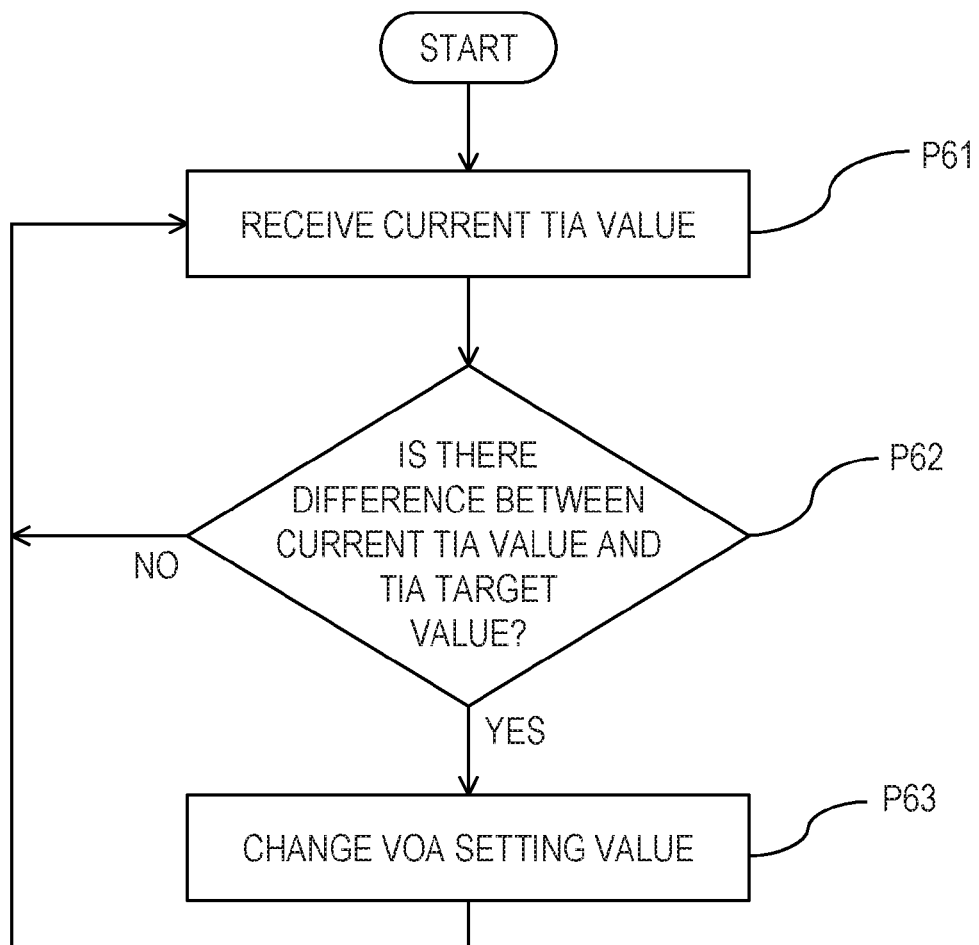 START
P61
RECEIVE CURRENT TIA VALUE
IS THERE
DIFFERENCE BETWEEN
CURRENT TIA VALUE AND
TIA TARGET
VALUE?
P62
NO
YES
P63
CHANGE VOA SETTING VALUE